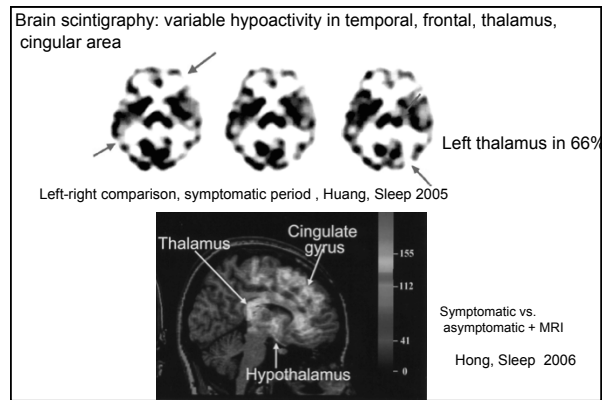 Brain scintigraphy: variable hypoactivity in temporal, frontal, thalamus,
cingular area
Left thalamus in 66%
Left-right comparison, symptomatic period , Huang, Sleep 2005
Thalamus
Cingulate
gyrus
155
112
41
0
Hypothalamus
Symptomatic vs.
asymptomatic + MRI
Hong, Sleep 2006